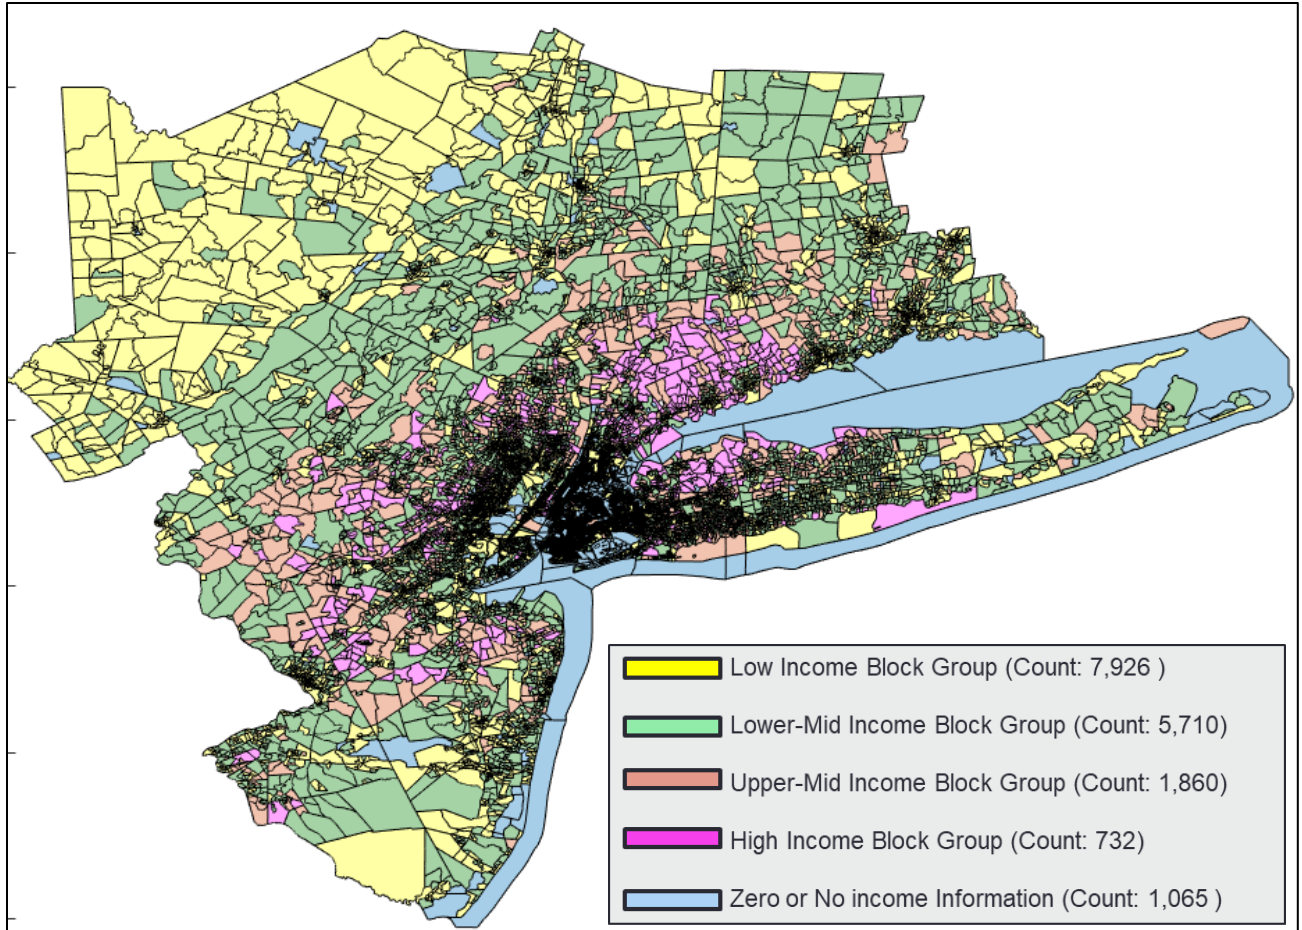 Low Income Block Group (Count: 7,926 )
Lower-Mid Income Block Group (Count: 5,710)
Upper-Mid Income Block Group (Count: 1,860)
High Income Block Group (Count: 732)
Zero or No income Information (Count: 1,065 )